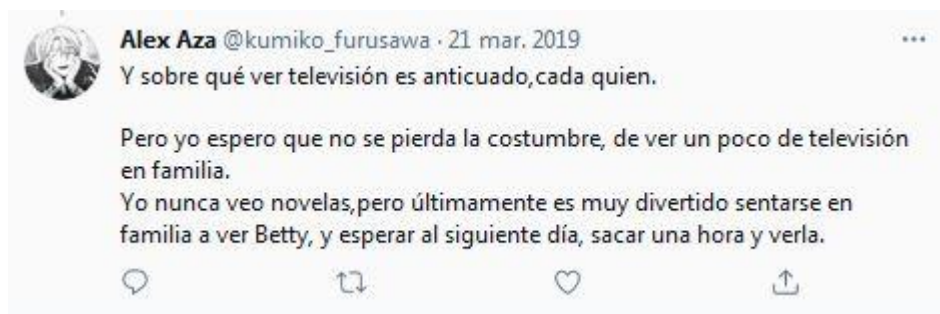 Alex Aza @kumiko_furusawa · 21 mar. 2019
Y sobre qué ver televisión es anticuado,cada quien.
Pero yo espero que no se pierda la costumbre, de ver un poco de televisión
en familia.
Yo nunca veo novelas,pero últimamente es muy divertido sentarse en
familia a ver Betty, y esperar al siguiente día, sacar una hora y verla.